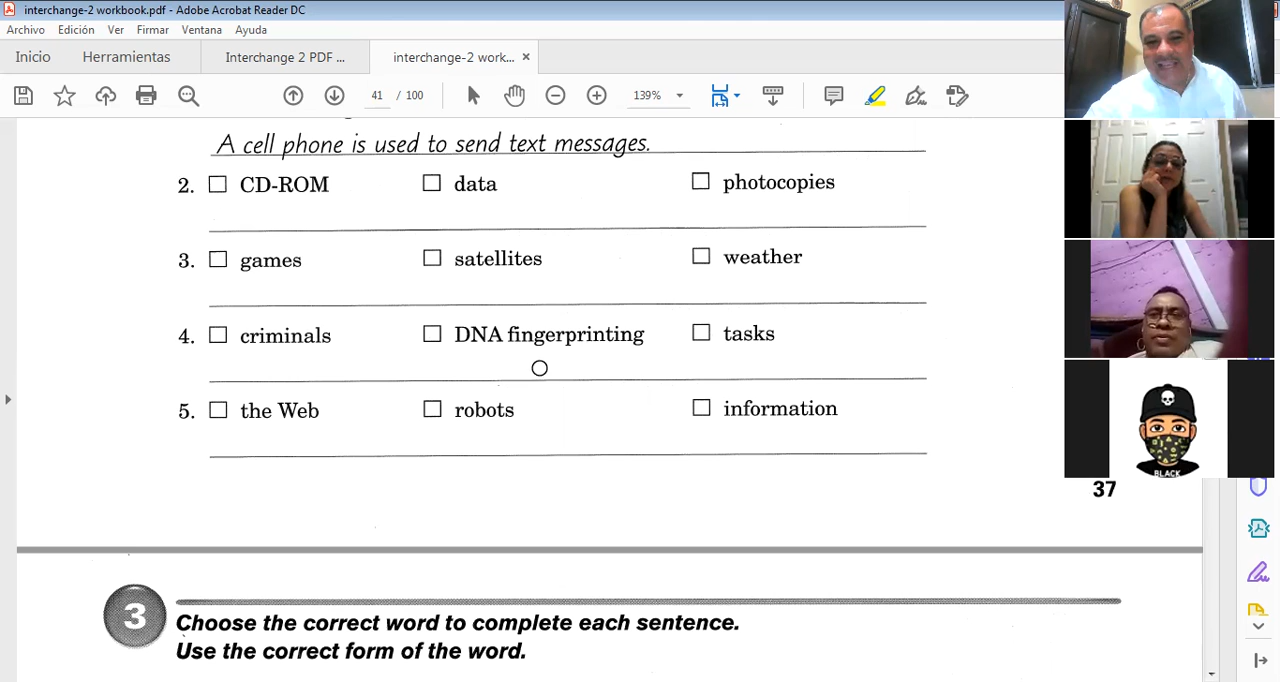 interchange-2 workbook.pdf - Adobe Acrobat Reader DC
Archivo Edición Ver Firmar Ventana Ayuda
Inicio Herramientas Interchange 2 PDF ... interchange-2 work... ×
41 / 100 139%
A cell phone is used to send text messages.
2. CD-ROM data photocopies
3. games satellites weather
4. criminals DNA fingerprinting tasks
5. the Web robots information
37
3
Choose the correct word to complete each sentence.
Use the correct form of the word.
BLACK